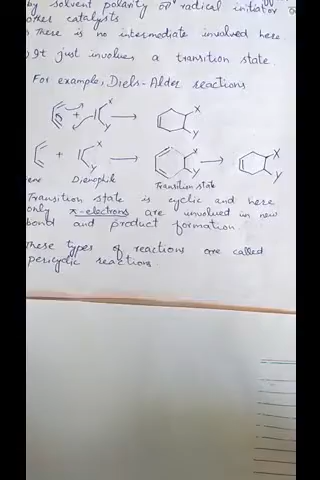 by solvent polarity or radical initiator or
other catalysts
There is no intermediate involved here.
It just involves a transition state.
For example, Diels-Alder reactions
+ X Y X Y
+ X Y X Y X Y
ene Dienophile Transition state
Transition state is cyclic and here
only π-electrons are involved in new
bond and product formation.
These types of reactions are called
pericyclic reactions.